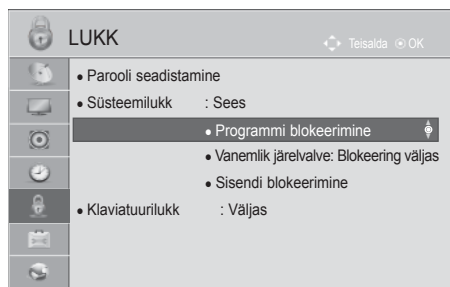 LUKK
Teisalda OK
• Parooli seadistamine
• Süsteemilukk : Sees
• Programmi blokeerimine
• Vanemlik järelvalve: Blokeering väljas
• Sisendi blokeerimine
• Klaviatuurilukk : Väljas